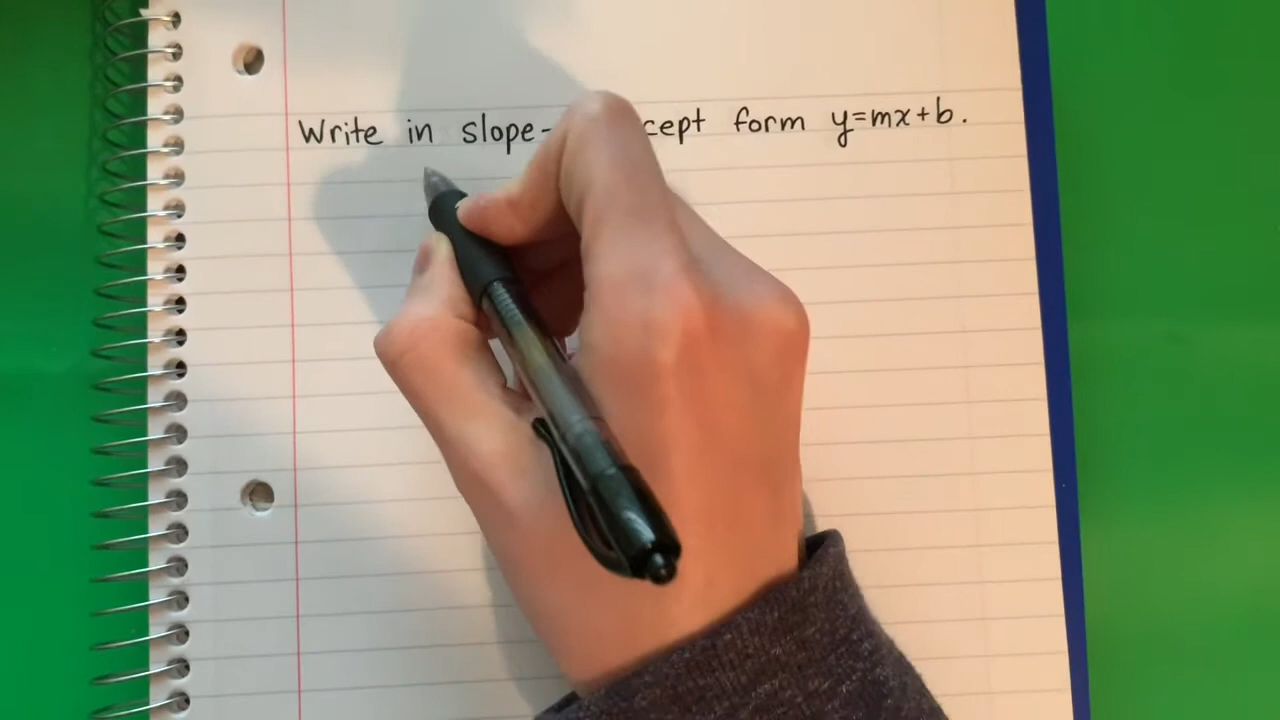 Write in slope- cept form y=mx+b.